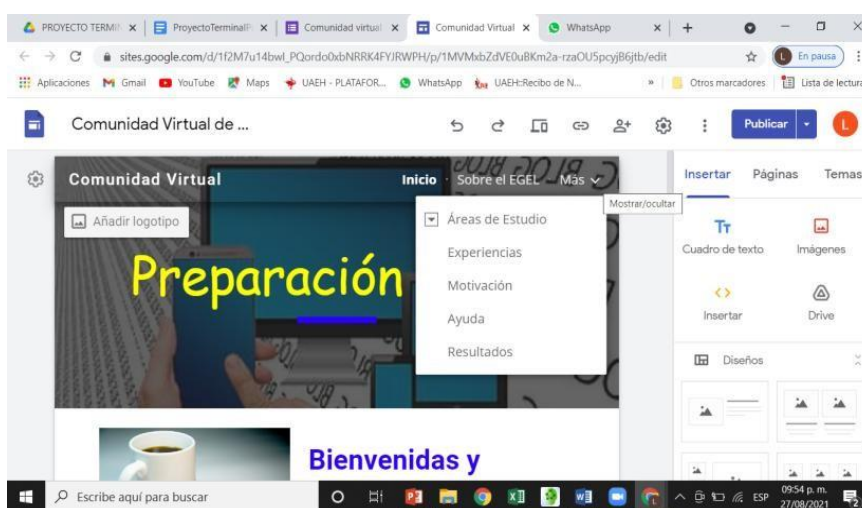 PROYECTO TERMIN
ProyectoTerminalP
Comunidad virtual
Comunidad Virtual
WhatsApp
sites.google.com/d/1f2M7u14bwI_PQordo0xbNRRK4FYJRWPH/p/1MVMxbZdVE0uBKm2a-rzaOU5pcyjB6jtb/edit
En pausa
Aplicaciones Gmail YouTube Maps UAEH - PLATAFOR... WhatsApp UAEH::Recibo de N... » Otros marcadores Lista de lectura
Comunidad Virtual de ...
Publicar
L
Comunidad Virtual
Inicio Sobre el EGEL Más
Mostrar/ocultar
Insertar Páginas Temas
Añadir logotipo
Preparación
Áreas de Estudio
Experiencias
Motivación
Ayuda
Resultados
Cuadro de texto Imágenes
Insertar Drive
Diseños
Bienvenidas y
Escribe aquí para buscar
ESP
09:54 p. m.
27/08/2021